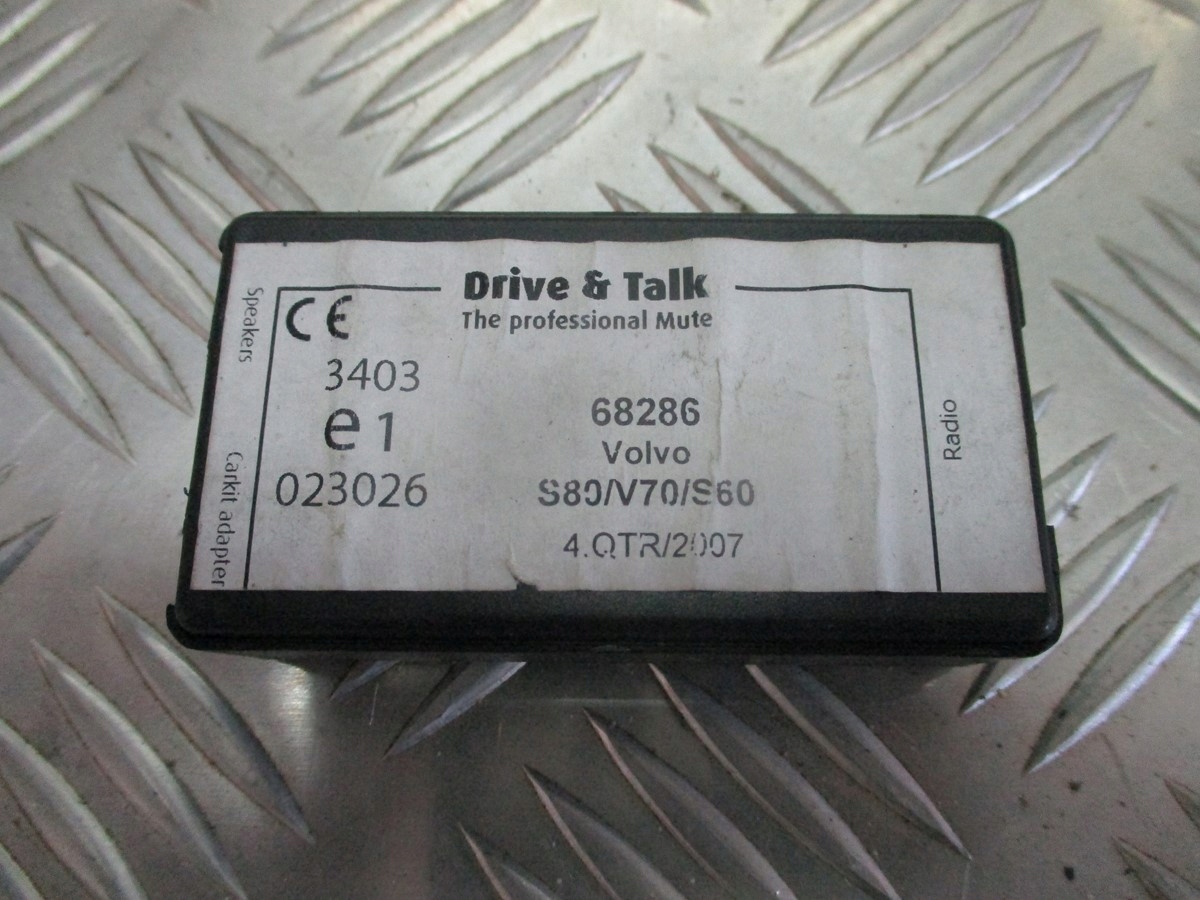 Drive & Talk
The professional Mute
Speakers
Carkit adapter
CE
3403
e1
023026
68286
Volvo
S80/V70/S60
4.QTR/2007
Radio